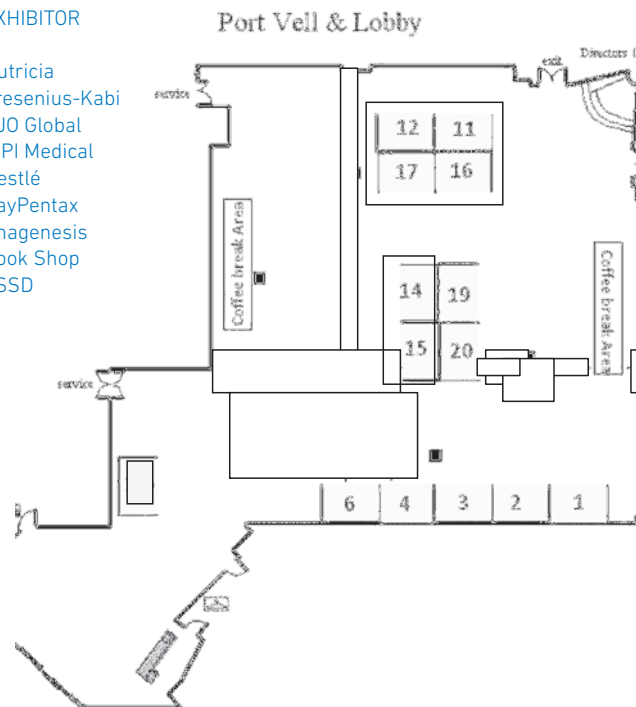 XHIBITOR
Port Vell & Lobby
utricia
resenius-Kabi
JO Global
PI Medical
estlé
ayPentax
nagenesis
ook Shop
SSD
service
exit
Directors
12 11
17 16
Coffee break Area
Coffee break Area
14 19
15 20
service
6 4 3 2 1